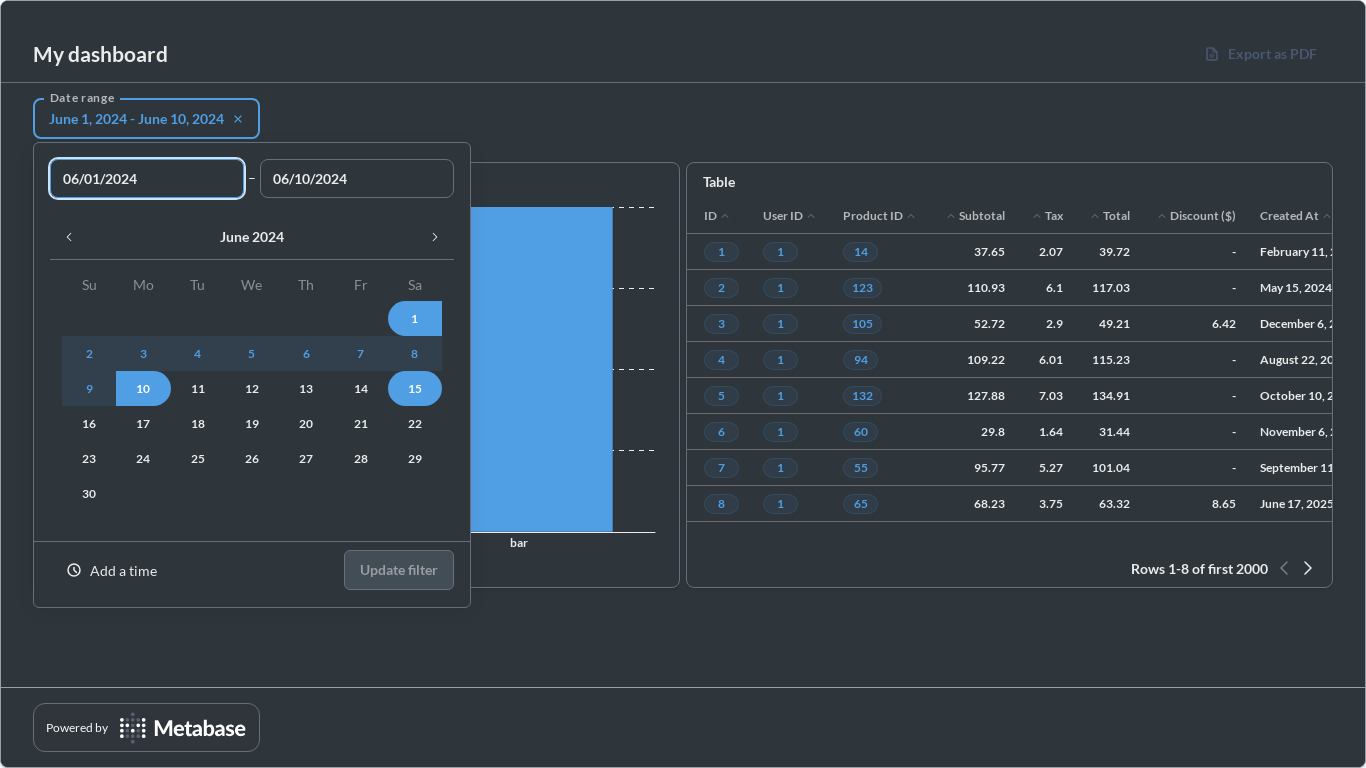 My dashboard
Export as PDF
Date range
June 1, 2024 - June 10, 2024
06/01/2024 – 06/10/2024
June 2024
Su Mo Tu We Th Fr Sa
1
2 3 4 5 6 7 8
9 10 11 12 13 14 15
16 17 18 19 20 21 22
23 24 25 26 27 28 29
30
Add a time
Update filter
bar
Table
ID User ID Product ID Subtotal Tax Total Discount ($) Created At
1 1 14 37.65 2.07 39.72 - February 11,
2 1 123 110.93 6.1 117.03 - May 15, 2024
3 1 105 52.72 2.9 49.21 6.42 December 6,
4 1 94 109.22 6.01 115.23 - August 22, 20
5 1 132 127.88 7.03 134.91 - October 10, 2
6 1 60 29.8 1.64 31.44 - November 6,
7 1 55 95.77 5.27 101.04 - September 11
8 1 65 68.23 3.75 63.32 8.65 June 17, 2025
Rows 1-8 of first 2000
Powered by Metabase